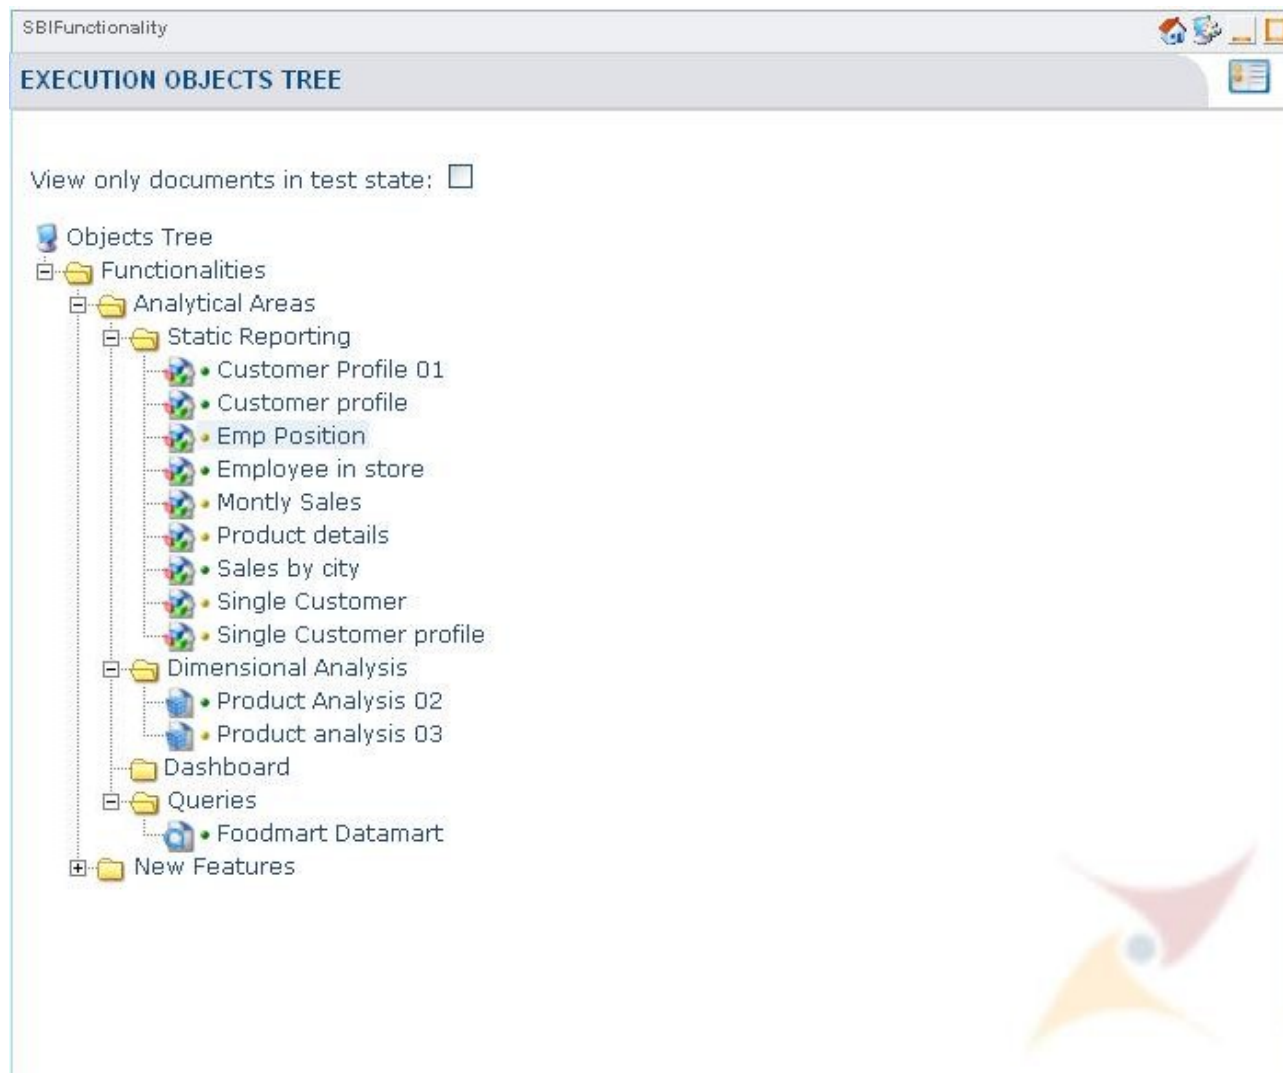 SBIFunctionality
EXECUTION OBJECTS TREE
View only documents in test state:
Objects Tree
Functionalities
Analytical Areas
Static Reporting
Customer Profile 01
Customer profile
Emp Position
Employee in store
Montly Sales
Product details
Sales by city
Single Customer
Single Customer profile
Dimensional Analysis
Product Analysis 02
Product analysis 03
Dashboard
Queries
Foodmart Datamart
New Features